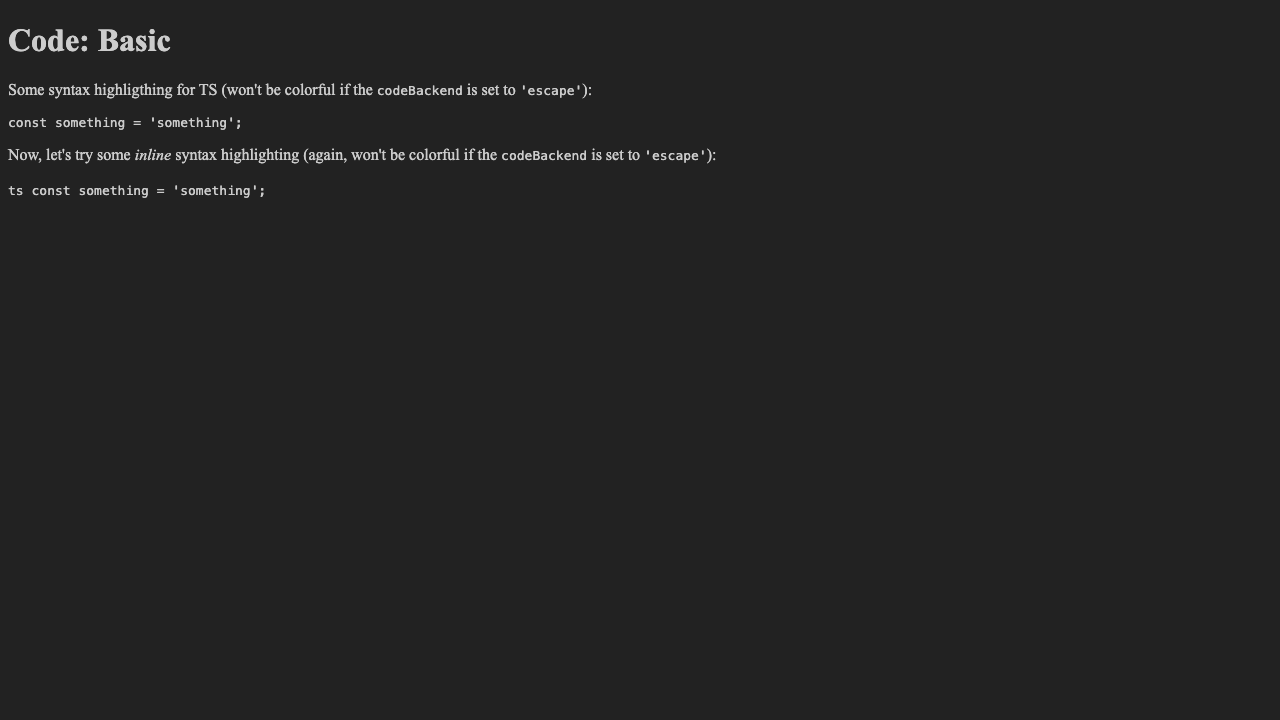 Code: Basic
Some syntax highligthing for TS (won't be colorful if the codeBackend is set to 'escape'):
const something = 'something';
Now, let's try some inline syntax highlighting (again, won't be colorful if the codeBackend is set to 'escape'):
ts const something = 'something';